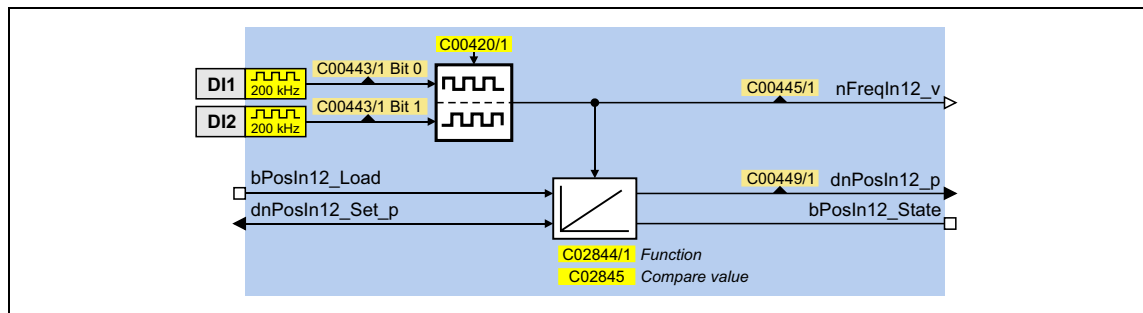 C00420/1
DI1
200 kHz
C00443/1 Bit 0
C00445/1
nFreqIn12_v
DI2
200 kHz
C00443/1 Bit 1
bPosIn12_Load
C00449/1
dnPosIn12_p
dnPosIn12_Set_p
bPosIn12_State
C02844/1 Function
C02845 Compare value